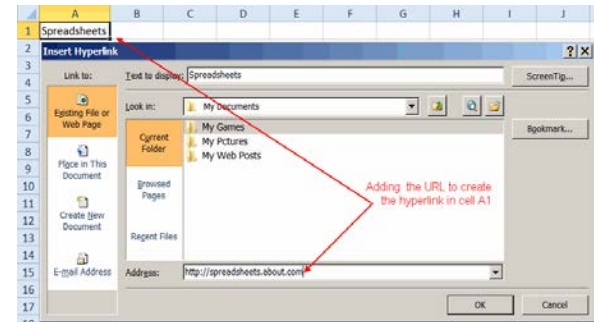 A B C D E F G H I J
1 Spreadsheets
2 Insert Hyperlink ? X
3
4
5
6
7
8
9
10
11
12
13
14
15
16
17
Link to: Text to display: Spreadsheets ScreenTip...
Existing File or Web Page
Look in: My Documents
Bookmark...
Current Folder
My Games
My Pictures
My Web Posts
Place in This Document
Browsed Pages
Adding the URL to create
the hyperlink in cell A1
Create New Document
Recent Files
E-mail Address Address: http://spreadsheets.about.com
OK Cancel